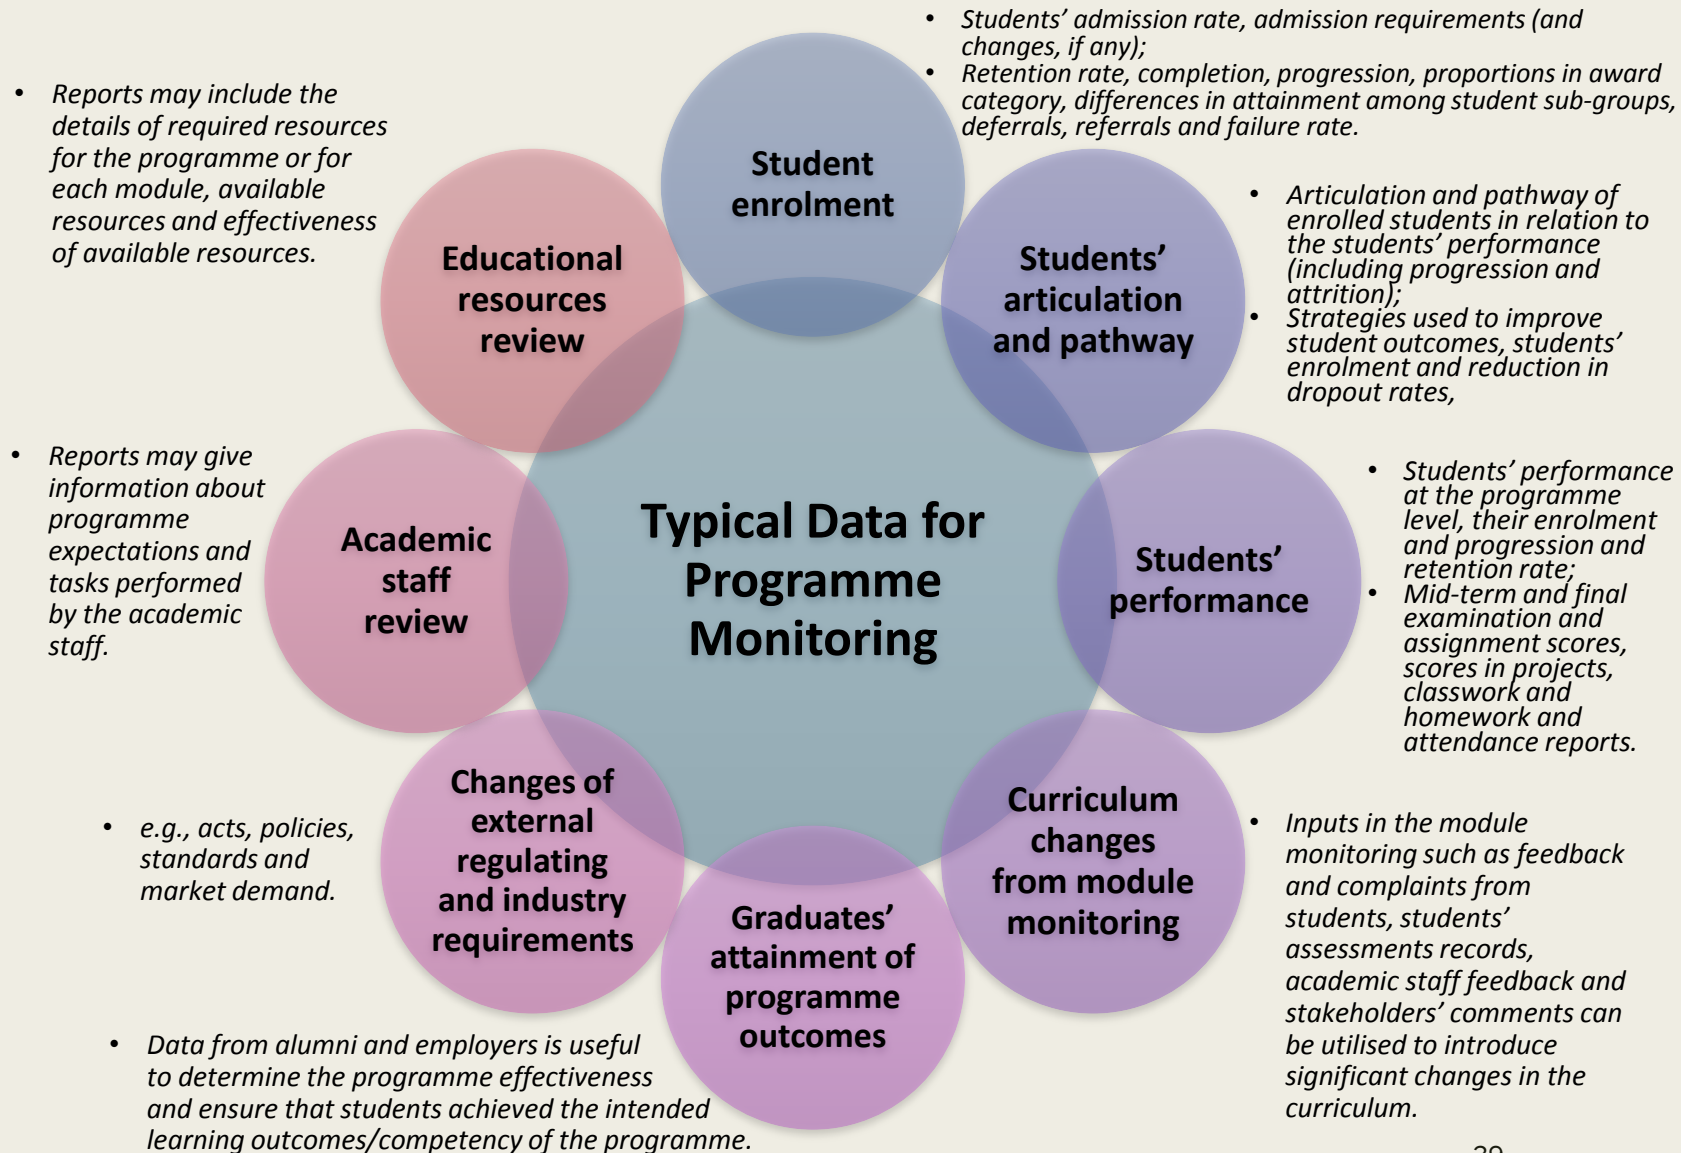 • Students’ admission rate, admission requirements (and
changes, if any);
• Retention rate, completion, progression, proportions in award
category, differences in attainment among student sub-groups,
deferrals, referrals and failure rate.
• Reports may include the
details of required resources
for the programme or for
each module, available
resources and effectiveness
of available resources.
Student
enrolment
Educational
resources
review
Students’
articulation
and pathway
• Articulation and pathway of
enrolled students in relation to
the students’ performance
(including progression and
attrition);
• Strategies used to improve
student outcomes, students’
enrolment and reduction in
dropout rates,
• Reports may give
information about
programme
expectations and
tasks performed
by the academic
staff.
Academic
staff
review
Typical Data for
Programme
Monitoring
Students’
performance
• Students’ performance
at the programme
level, their enrolment
and progression and
retention rate;
• Mid-term and final
examination and
assignment scores,
scores in projects,
classwork and
homework and
attendance reports.
• e.g., acts, policies,
standards and
market demand.
Changes of
external
regulating
and industry
requirements
Graduates’
attainment of
programme
outcomes
Curriculum
changes
from module
monitoring
• Inputs in the module
monitoring such as feedback
and complaints from
students, students’
assessments records,
academic staff feedback and
stakeholders’ comments can
be utilised to introduce
significant changes in the
curriculum.
• Data from alumni and employers is useful
to determine the programme effectiveness
and ensure that students achieved the intended
learning outcomes/competency of the programme.